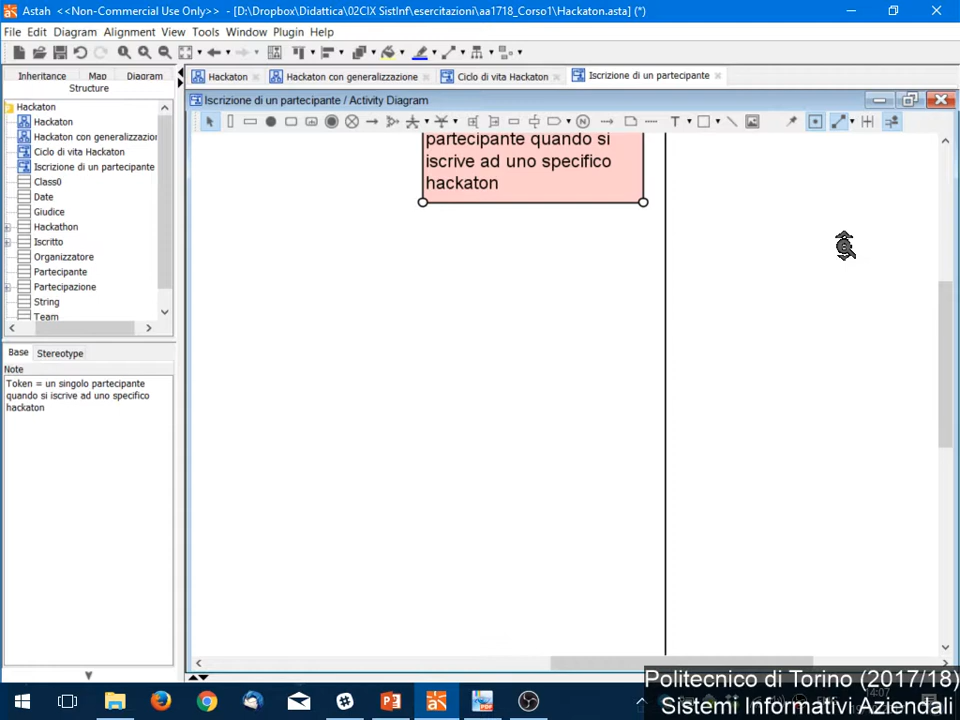 Astah <<Non-Commercial Use Only>> - [D:\Dropbox\Didattica\02CIX SistInf\esercitazioni\aa1718_Corso1\Hackaton.asta] (*)
File Edit Diagram Alignment View Tools Window Plugin Help
Inheritance Map Diagram
Structure
Hackaton
Hackaton
Hackaton con generalizzazion
Ciclo di vita Hackaton
Iscrizione di un partecipante
Class0
Date
Giudice
Hackathon
Iscritto
Organizzatore
Partecipante
Partecipazione
String
Team
Base Stereotype
Note
Token = un singolo partecipante
quando si iscrive ad uno specifico
hackaton
Hackaton Hackaton con generalizzazione Ciclo di vita Hackaton Iscrizione di un partecipante
Iscrizione di un partecipante / Activity Diagram
T
N
partecipante quando si
iscrive ad uno specifico
hackaton
14:07
Politecnico di Torino (2017/18)
Sistemi Informativi Aziendali